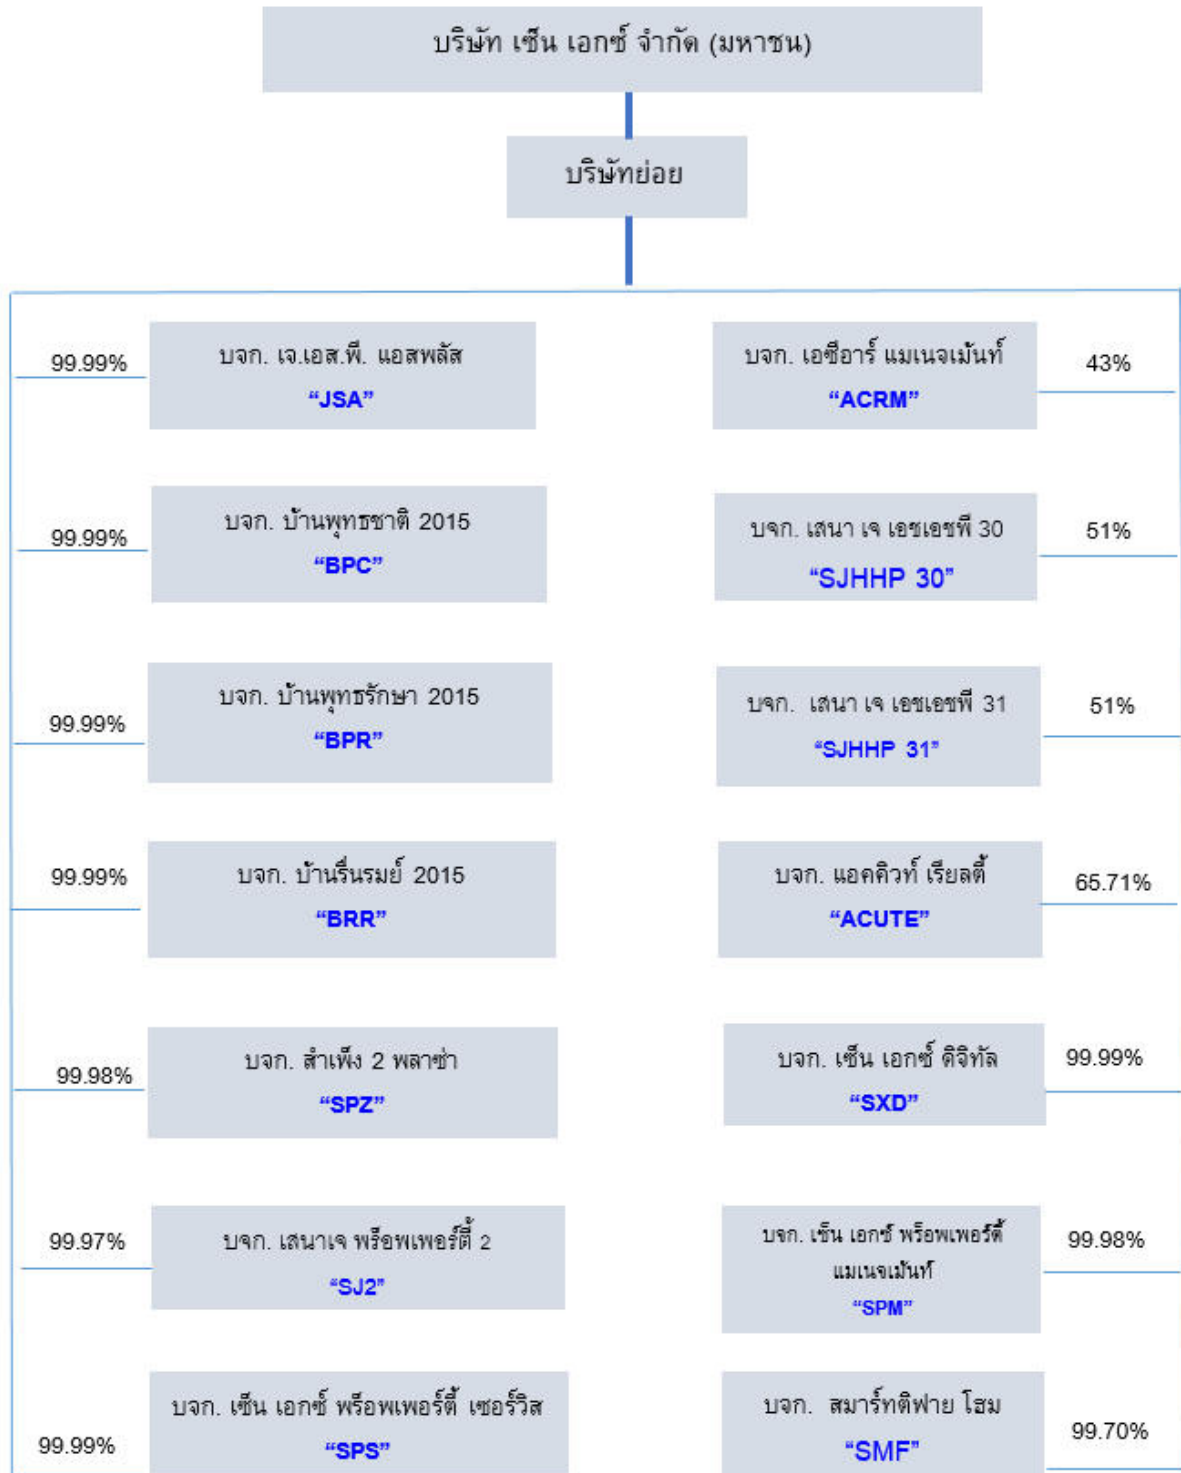 บริษัท เซ็น เอกซ์ จำกัด (มหาชน)
บริษัทย่อย
99.99%
บจก. เจ.เอส.พี. แอสพลัส
“JSA”
บจก. เอซีอาร์ แมเนจเม้นท์
“ACRM”
43%
99.99%
บจก. บ้านพุทธชาติ 2015
“BPC”
บจก. เสนา เจ เอชเอชพี 30
“SJHHP 30”
51%
99.99%
บจก. บ้านพุทธรักษา 2015
“BPR”
บจก. เสนา เจ เอชเอชพี 31
“SJHHP 31”
51%
99.99%
บจก. บ้านรื่นรมย์ 2015
“BRR”
บจก. แอคคิวท์ เรียลตี้
“ACUTE”
65.71%
99.98%
บจก. สำเพ็ง 2 พลาซ่า
“SPZ”
บจก. เซ็น เอกซ์ ดิจิทัล
“SXD”
99.99%
99.97%
บจก. เสนาเจ พร็อพเพอร์ตี้ 2
“SJ2”
บจก. เซ็น เอกซ์ พร็อพเพอร์ตี้
แมเนจเม้นท์
“SPM”
99.98%
99.99%
บจก. เซ็น เอกซ์ พร็อพเพอร์ตี้ เซอร์วิส
“SPS”
บจก. สมาร์ทติฟาย โฮม
“SMF”
99.70%